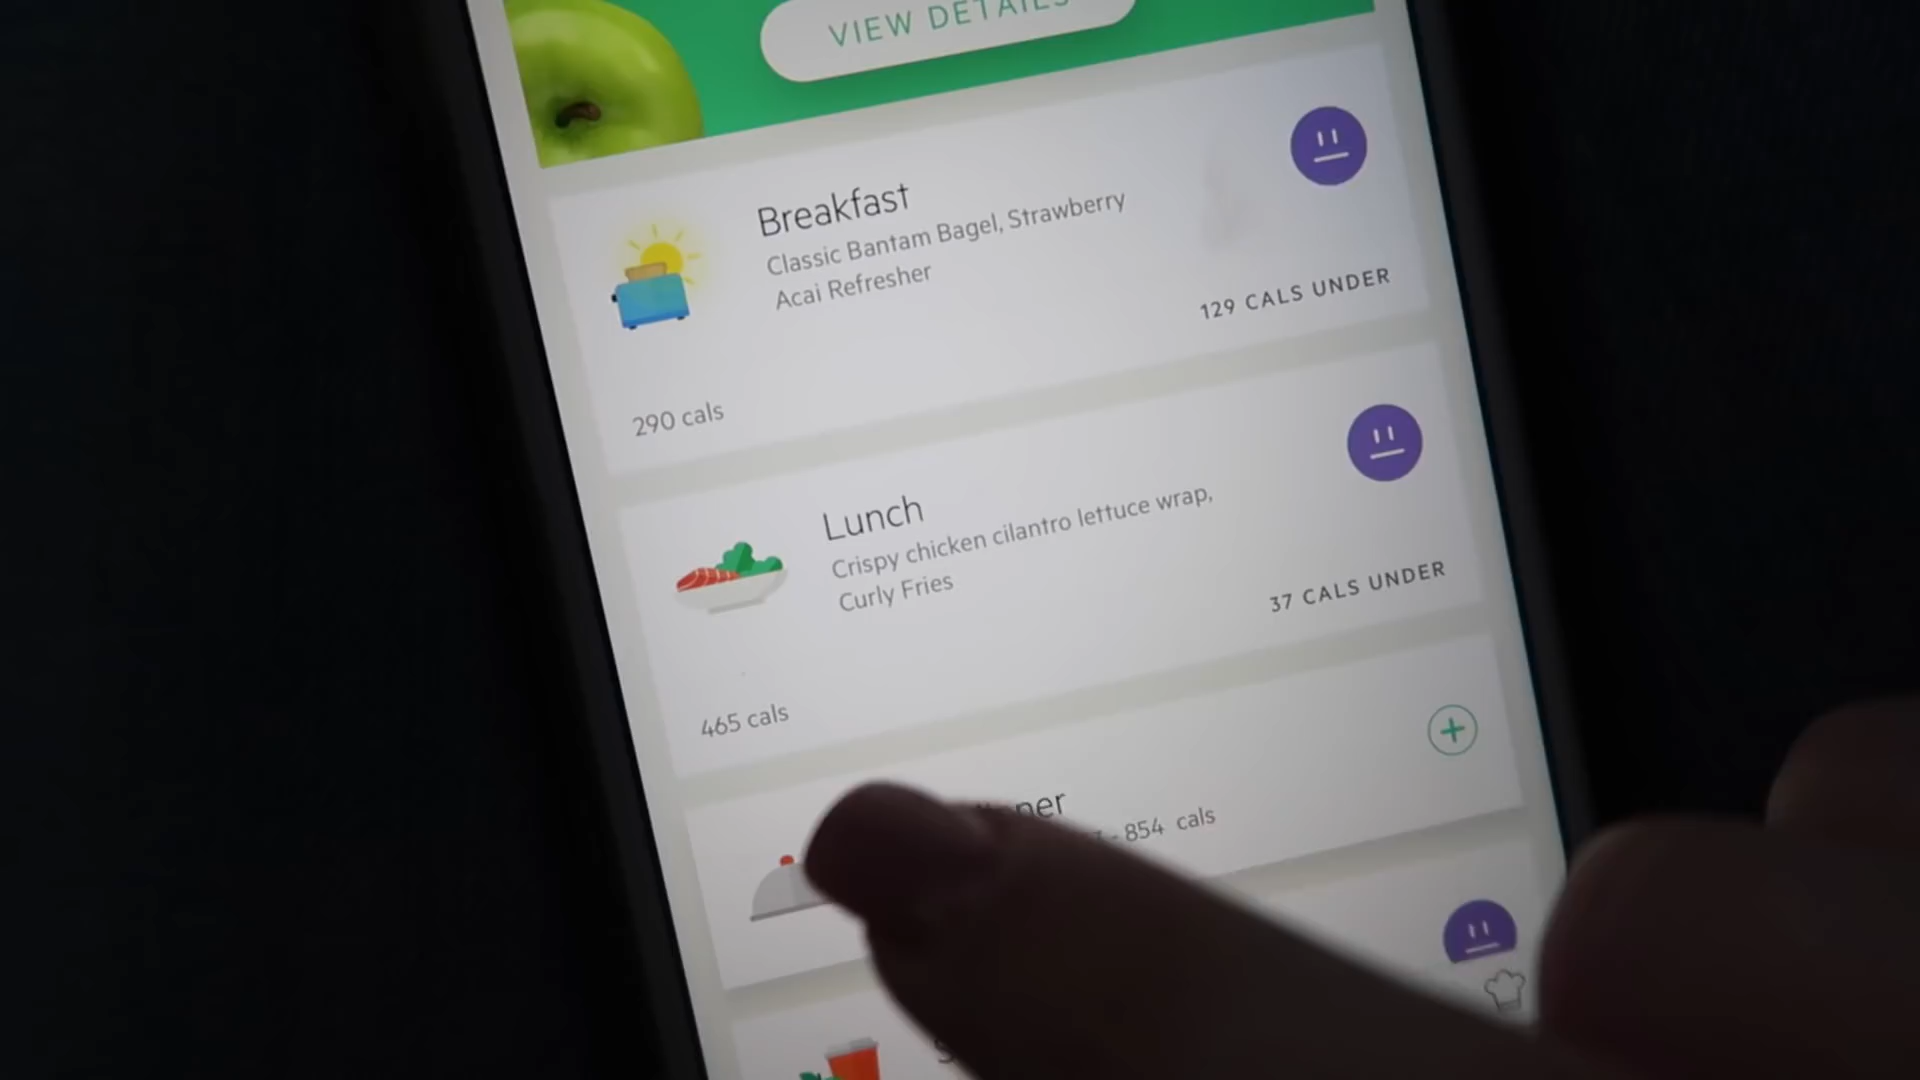 VIEW DETAILS
Breakfast
Classic Bantam Bagel, Strawberry
Acai Refresher
129 CALS UNDER
290 cals
Lunch
Crispy chicken cilantro lettuce wrap,
Curly Fries
37 CALS UNDER
465 cals
- 854 cals